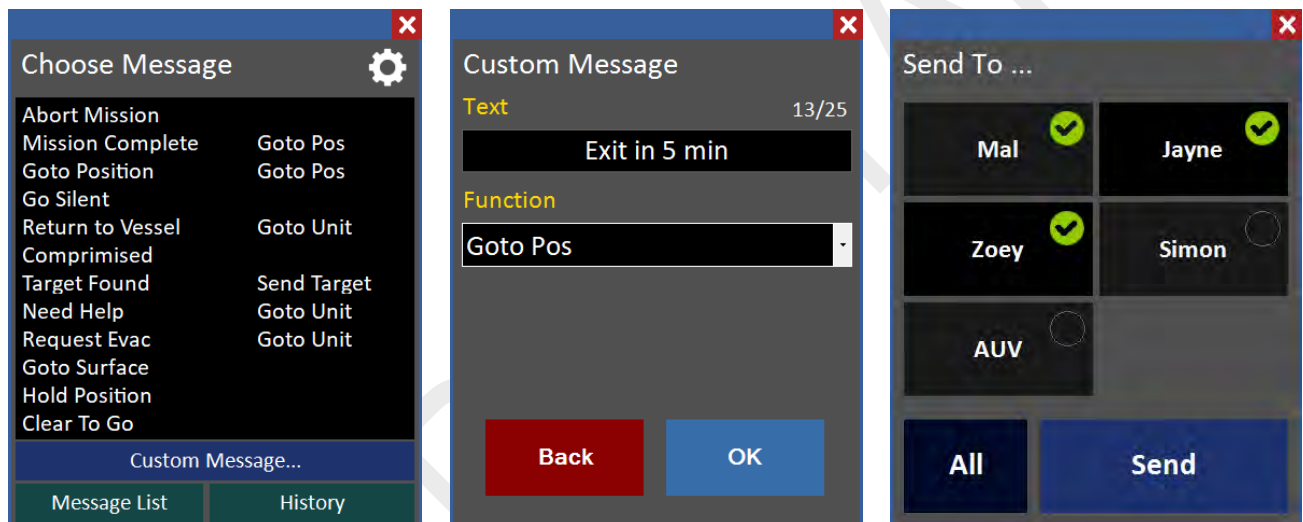 Choose Message
Abort Mission
Mission Complete Goto Pos
Goto Position Goto Pos
Go Silent
Return to Vessel Goto Unit
Comprimised
Target Found Send Target
Need Help Goto Unit
Request Evac Goto Unit
Goto Surface
Hold Position
Clear To Go
Custom Message...
Message List History
Custom Message
Text 13/25
Exit in 5 min
Function
Goto Pos
Back OK
Send To ...
Mal Jayne
Zoey Simon
AUV
All Send